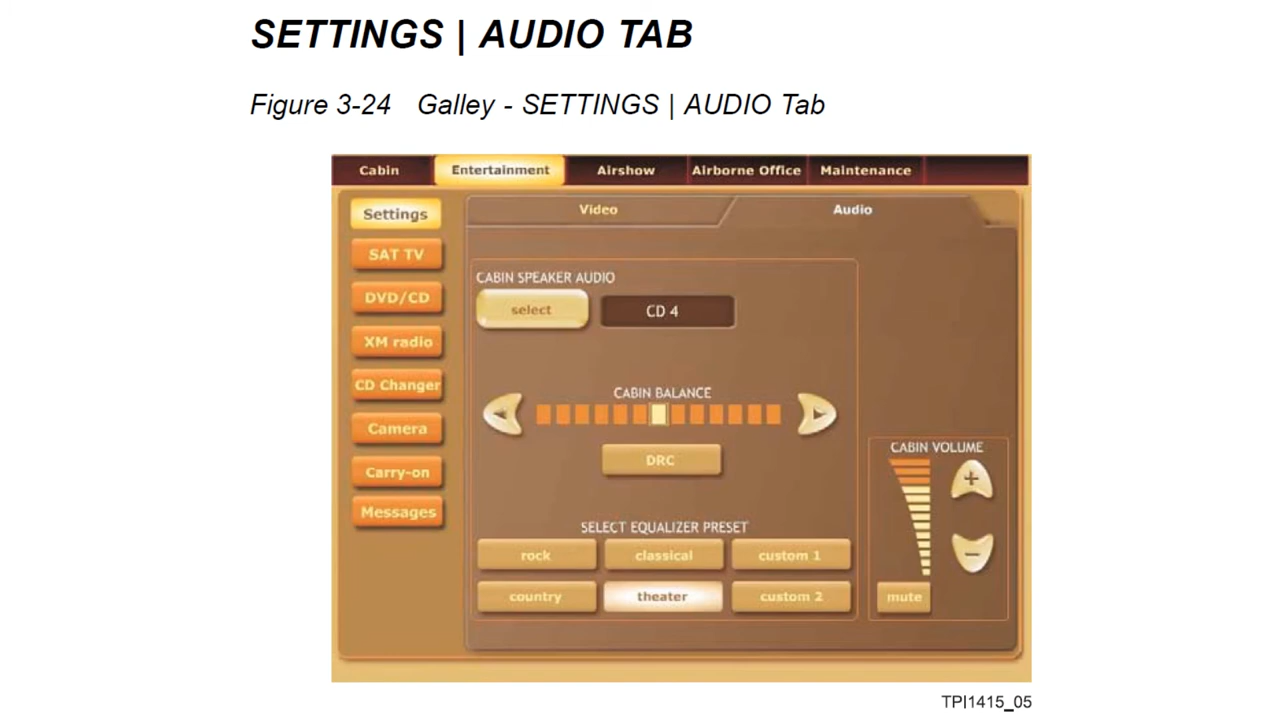 SETTINGS | AUDIO TAB
Figure 3-24 Galley - SETTINGS | AUDIO Tab
Cabin Entertainment Airshow Airborne Office Maintenance
Settings
Video Audio
SAT TV
DVD/CD
XM radio
CD Changer
Camera
Carry-on
Messages
CABIN SPEAKER AUDIO
select CD 4
CABIN BALANCE
DRC
SELECT EQUALIZER PRESET
rock classical custom 1
country theater custom 2
CABIN VOLUME
+
−
mute
TPI1415_05